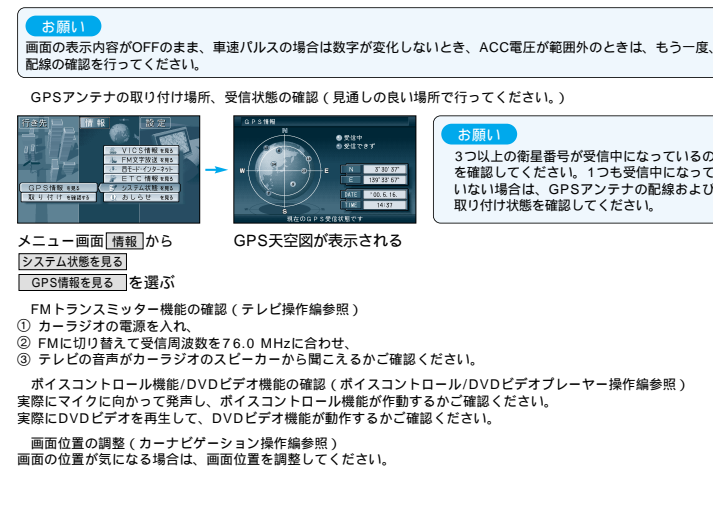 お願い
画面の表示内容がOFFのまま、車速パルスの場合は数字が変化しないとき、ACC電圧が範囲外のときは、もう一度、
配線の確認を行ってください。
GPSアンテナの取り付け場所、受信状態の確認（見通しの良い場所で行ってください。）
行き先
情報
設定
VICS情報を見る
FM文字放送を見る
ETC情報を見る
GPS情報を見る
システム状態を見る
取り付けを確認する
おしらせ を見る
GPS情報
N
W
E
S
受信中
受信できず
N 3°30'37"
E 139°33'67"
DATE '00. 6.16.
TIME 14:37
現在のGPS受信状態です
お願い
3つ以上の衛星番号が受信中になっているの
を確認してください。1つも受信中になって
いない場合は、GPSアンテナの配線および
取り付け状態を確認してください。
メニュー画面 情報 から
システム状態を見る
GPS情報を見る を選ぶ
GPS天空図が表示される
FMトランスミッター機能の確認（テレビ操作編参照）
① カーラジオの電源を入れ、
② FMに切り替えて受信周波数を76.0 MHzに合わせ、
③ テレビの音声がカーラジオのスピーカーから聞こえるかご確認ください。
ボイスコントロール機能/DVDビデオ機能の確認（ボイスコントロール/DVDビデオプレーヤー操作編参照）
実際にマイクに向かって発声し、ボイスコントロール機能が作動するかご確認ください。
実際にDVDビデオを再生して、DVDビデオ機能が動作するかご確認ください。
画面位置の調整（カーナビゲーション操作編参照）
画面の位置が気になる場合は、画面位置を調整してください。